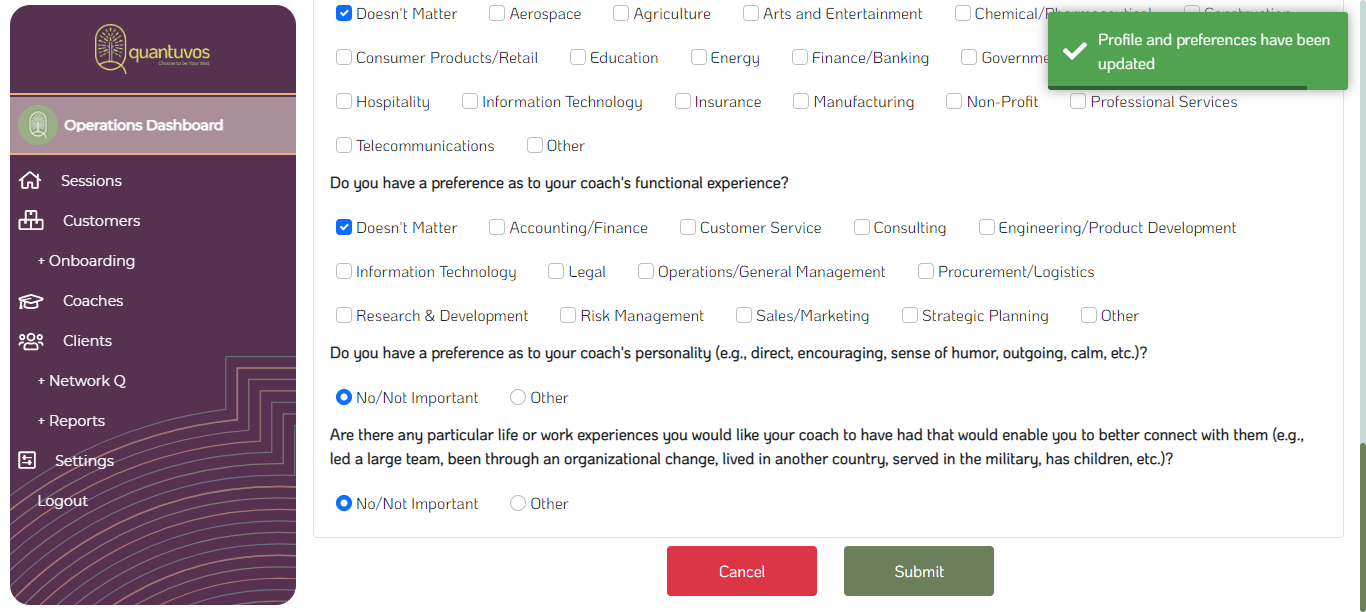 quantuvos
Choose to be Your Best
Operations Dashboard
Sessions
Customers
+ Onboarding
Coaches
Clients
+ Network Q
+ Reports
Settings
Logout
Doesn't Matter Aerospace Agriculture Arts and Entertainment Chemical/Pharmaceutical Construction
Consumer Products/Retail Education Energy Finance/Banking
Hospitality Information Technology Insurance Manufacturing Non-Profit Professional Services
Telecommunications Other
Do you have a preference as to your coach's functional experience?
Doesn't Matter Accounting/Finance Customer Service Consulting Engineering/Product Development
Information Technology Legal Operations/General Management Procurement/Logistics
Research & Development Risk Management Sales/Marketing Strategic Planning Other
Do you have a preference as to your coach's personality (e.g., direct, encouraging, sense of humor, outgoing, calm, etc.)?
No/Not Important Other
Are there any particular life or work experiences you would like your coach to have had that would enable you to better connect with them (e.g.,
led a large team, been through an organizational change, lived in another country, served in the military, has children, etc.)?
No/Not Important Other
Cancel Submit
Profile and preferences have been
updated